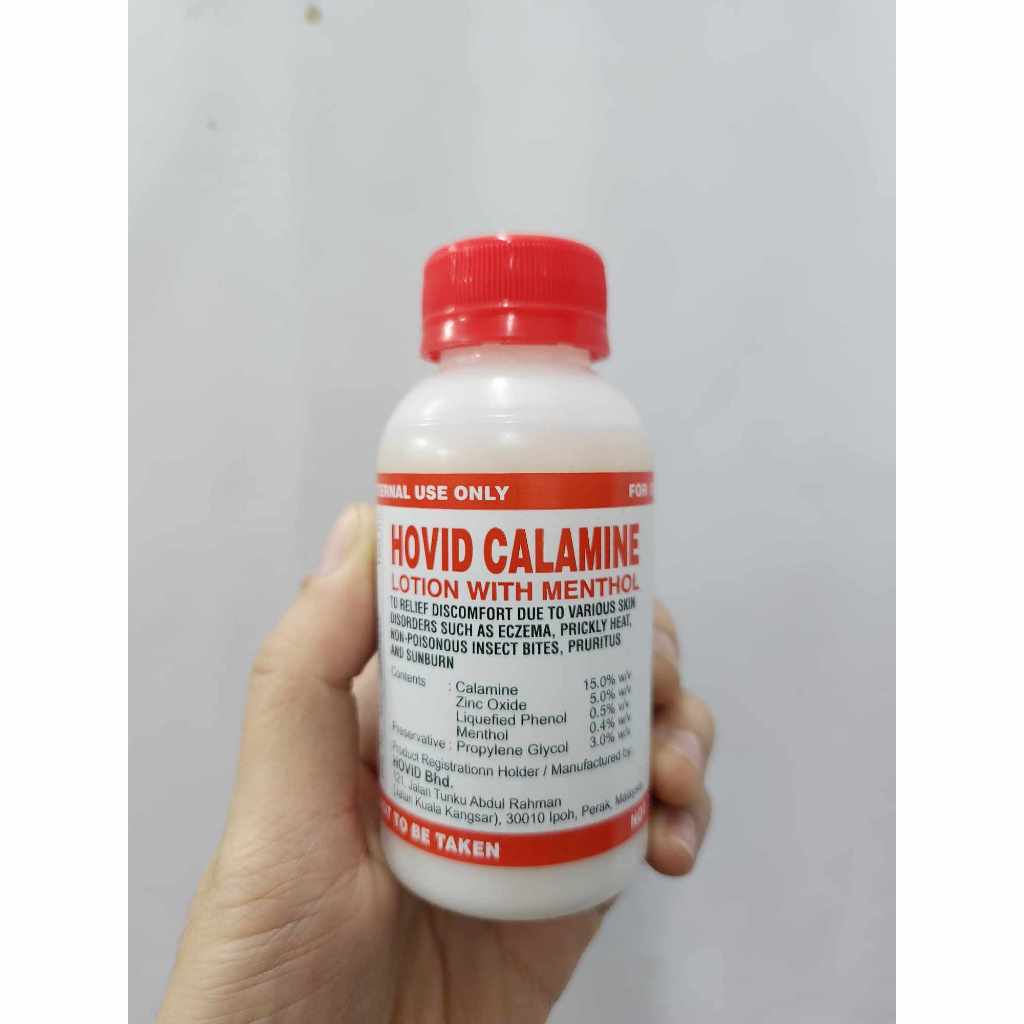 USE ONLY
FOR
HOVID CALAMINE
LOTION WITH MENTHOL
TO RELIEF DISCOMFORT DUE TO VARIOUS SKIN
DISORDERS SUCH AS ECZEMA, PRICKLY HEAT,
NON-POISONOUS INSECT BITES, PRURITUS
AND SUNBURN
Contents : Calamine 15.0% w/v
Zinc Oxide 5.0% w/v
Liquefied Phenol 0.5% w/v
Menthol 0.4% w/v
Preservative : Propylene Glycol 3.0% w/v
Product Registrationn Holder / Manufactured by:
HOVID Bhd.
121, Jalan Tunku Abdul Rahman
(Jalan Kuala Kangsar), 30010 Ipoh, Perak, Malaysia
TO BE TAKEN